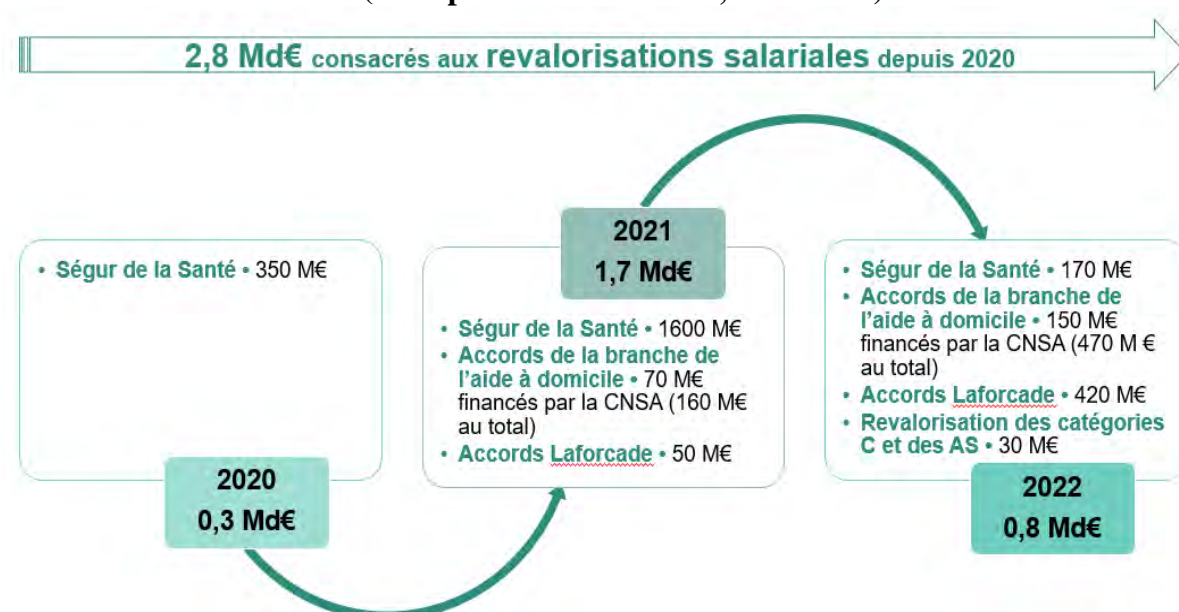 2,8 Md€ consacrés aux revalorisations salariales depuis 2020
• Ségur de la Santé • 350 M€
2020
0,3 Md€
2021
1,7 Md€
• Ségur de la Santé • 1600 M€
• Accords de la branche de
l'aide à domicile • 70 M€
financés par la CNSA (160 M€
au total)
• Accords Laforcade • 50 M€
• Ségur de la Santé • 170 M€
• Accords de la branche de
l'aide à domicile • 150 M€
financés par la CNSA (470 M €
au total)
• Accords Laforcade • 420 M€
• Revalorisation des catégories
C et des AS • 30 M€
2022
0,8 Md€